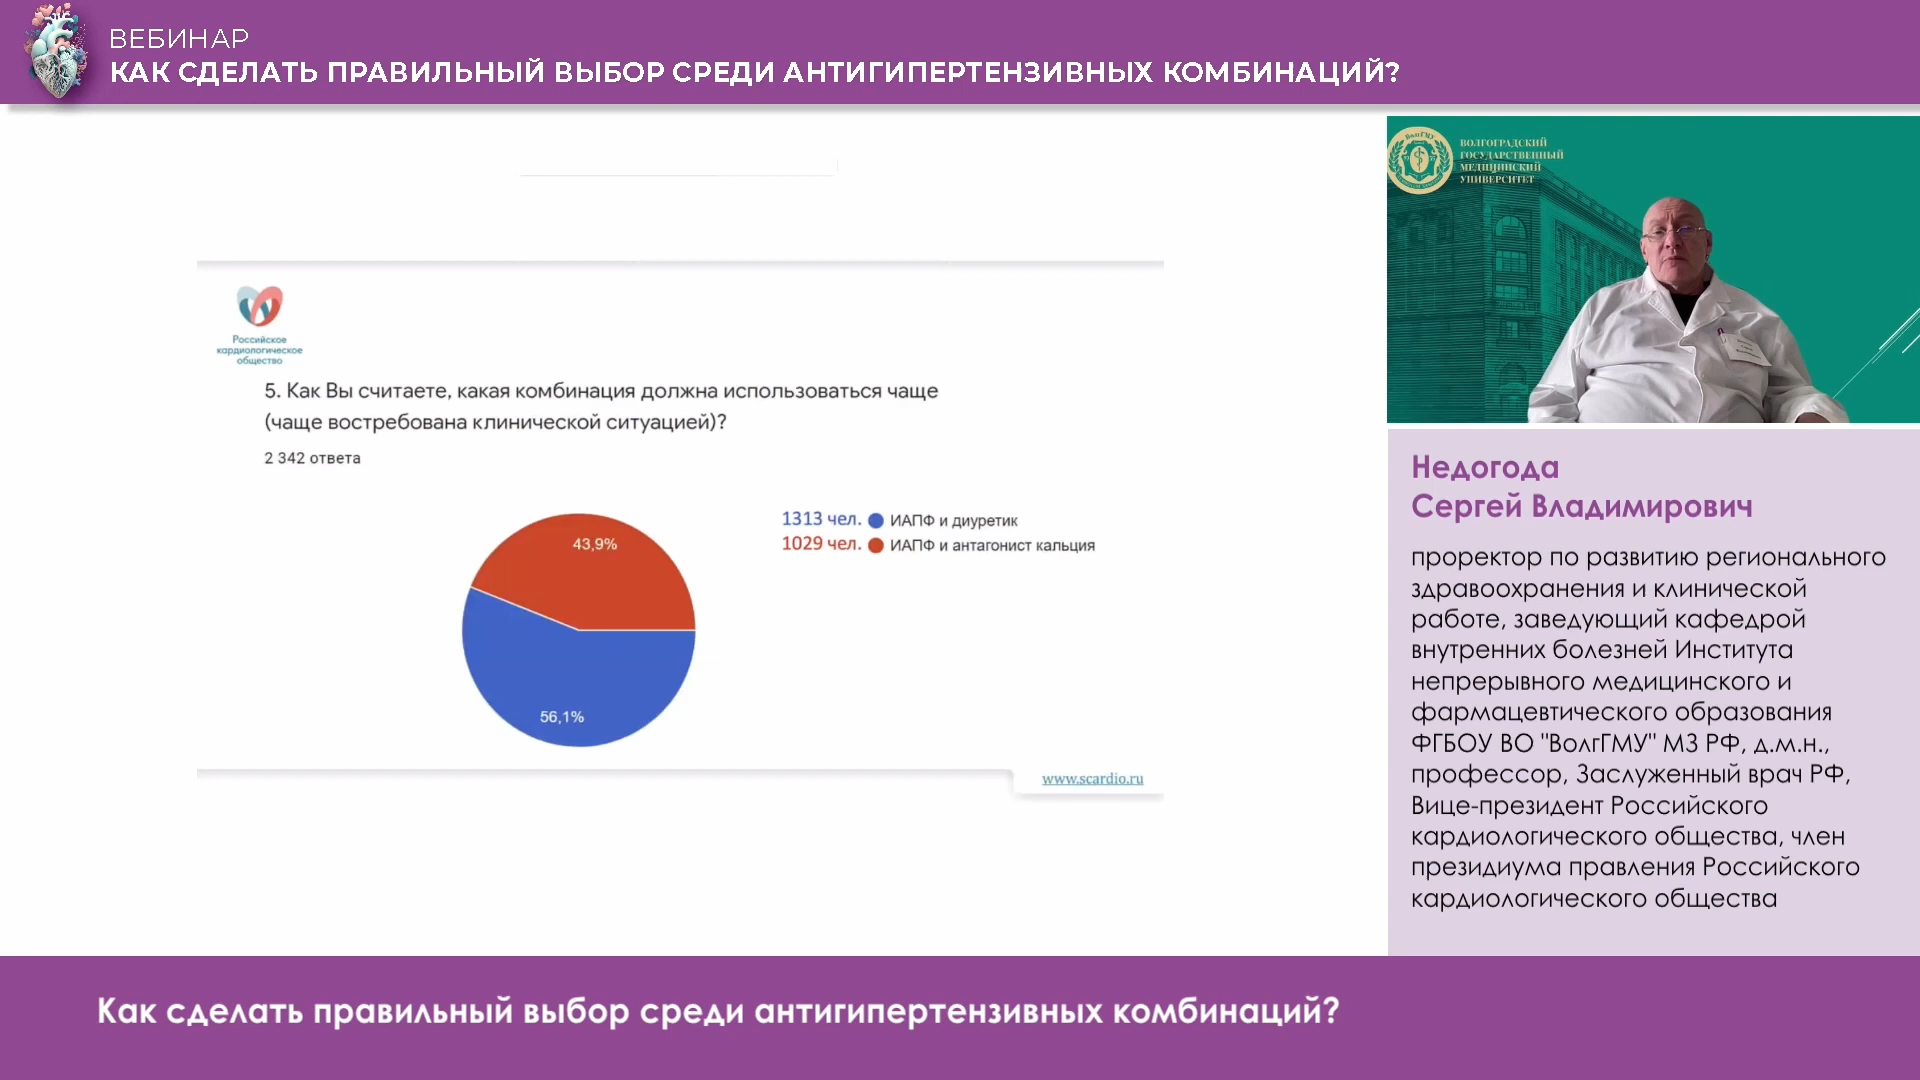 ВЕБИНАР
КАК СДЕЛАТЬ ПРАВИЛЬНЫЙ ВЫБОР СРЕДИ АНТИГИПЕРТЕНЗИВНЫХ КОМБИНАЦИЙ?
ВОЛГОГРАДСКИЙ
ГОСУДАРСТВЕННЫЙ
МЕДИЦИНСКИЙ
УНИВЕРСИТЕТ
Российское
кардиологическое
общество
5. Как Вы считаете, какая комбинация должна использоваться чаще
(чаще востребована клинической ситуацией)?
2 342 ответа
1313 чел. ИАПФ и диуретик
1029 чел. ИАПФ и антагонист кальция
43,9%
56,1%
www.scardio.ru
Недогода
Сергей Владимирович
проректор по развитию регионального
здравоохранения и клинической
работе, заведующий кафедрой
внутренних болезней Института
непрерывного медицинского и
фармацевтического образования
ФГБОУ ВО "ВолгГМУ" МЗ РФ, д.м.н.,
профессор, Заслуженный врач РФ,
Вице-президент Российского
кардиологического общества, член
президиума правления Российского
кардиологического общества
Как сделать правильный выбор среди антигипертензивных комбинаций?